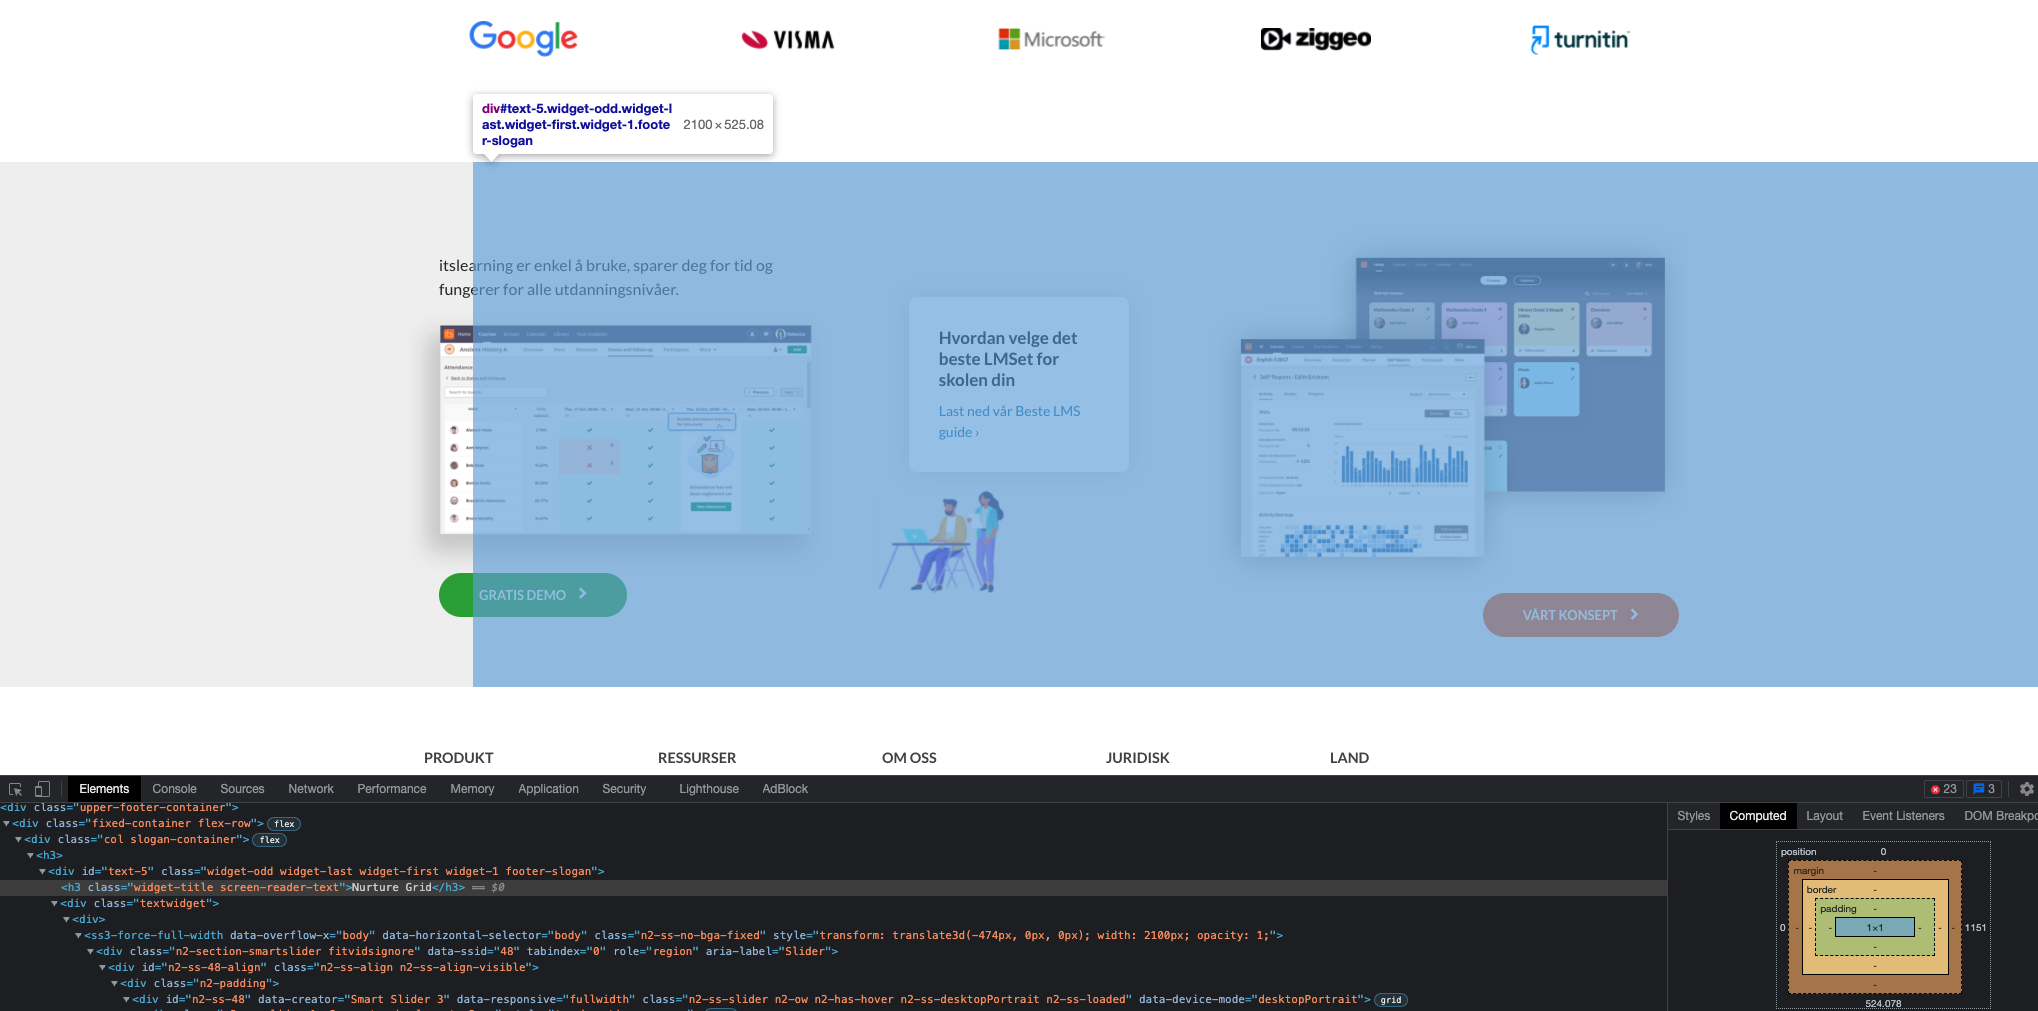 Google
VISMA
Microsoft
ziggeo
turnitin
div#text-5.widget-odd.widget-l
ast.widget-first.widget-1.foote
r-slogan
2100 × 525.08
itslearning er enkel å bruke, sparer deg for tid og
fungerer for alle utdanningsnivåer.
Ancient History A
Attendance
Hvordan velge det
beste LMSet for
skolen din
Last ned vår Beste LMS
guide ›
GRATIS DEMO
VÅRT KONSEPT
PRODUKT
RESSURSER
OM OSS
JURIDISK
LAND
Elements Console Sources Network Performance Memory Application Security Lighthouse AdBlock
23 3
<div class="upper-footer-container">
<div class="fixed-container flex-row"> flex
<div class="col slogan-container"> flex
<h3>
<div id="text-5" class="widget-odd widget-last widget-first widget-1 footer-slogan">
<h3 class="widget-title screen-reader-text">Nurture Grid</h3> == $0
<div class="textwidget">
<div>
<ss3-force-full-width data-overflow-x="body" data-horizontal-selector="body" class="n2-ss-no-bga-fixed" style="transform: translate3d(-474px, 0px, 0px); width: 2100px; opacity: 1;">
<div class="n2-section-smartslider fitvidsignore" data-ssid="48" tabindex="0" role="region" aria-label="Slider">
<div id="n2-ss-48-align" class="n2-ss-align n2-ss-align-visible">
<div class="n2-padding">
<div id="n2-ss-48" data-creator="Smart Slider 3" data-responsive="fullwidth" class="n2-ss-slider n2-ow n2-has-hover n2-ss-desktopPortrait n2-ss-loaded" data-device-mode="desktopPortrait"> grid
Styles Computed Layout Event Listeners DOM Breakpo
position 0
margin -
border -
padding -
0 - - - 1×1 - - - 1151
-
-
-
524.078